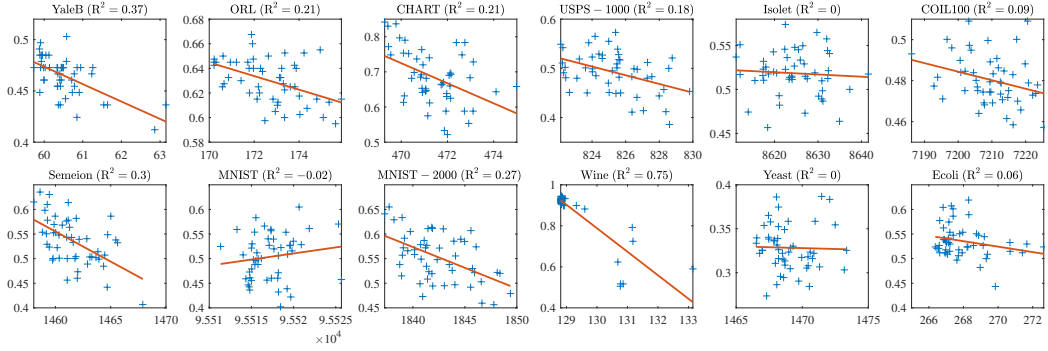 YaleB (R² = 0.37) ORL (R² = 0.21) CHART (R² = 0.21) USPS − 1000 (R² = 0.18) Isolet (R² = 0) COIL100 (R² = 0.09)
0.5 0.45 0.4
60 61 62 63
0.68 0.66 0.64 0.62 0.6 0.58
170 172 174
0.8 0.7 0.6 0.5
470 472 474
0.6 0.5 0.4
824 826 828 830
0.55 0.5 0.45
8620 8630 8640
0.5 0.48 0.46
7190 7200 7210 7220
Semeion (R² = 0.3) MNIST (R² = −0.02) MNIST − 2000 (R² = 0.27) Wine (R² = 0.75) Yeast (R² = 0) Ecoli (R² = 0.06)
0.6 0.55 0.5 0.45 0.4
1460 1465 1470
0.65 0.6 0.55 0.5 0.45 0.4
9.551 9.5515 9.552 9.5525
×10⁴
0.65 0.6 0.55 0.5 0.45
1840 1845 1850
1 0.8 0.6 0.4
129 130 131 132 133
0.4 0.35 0.3
1465 1470 1475
0.6 0.5 0.4
266 268 270 272